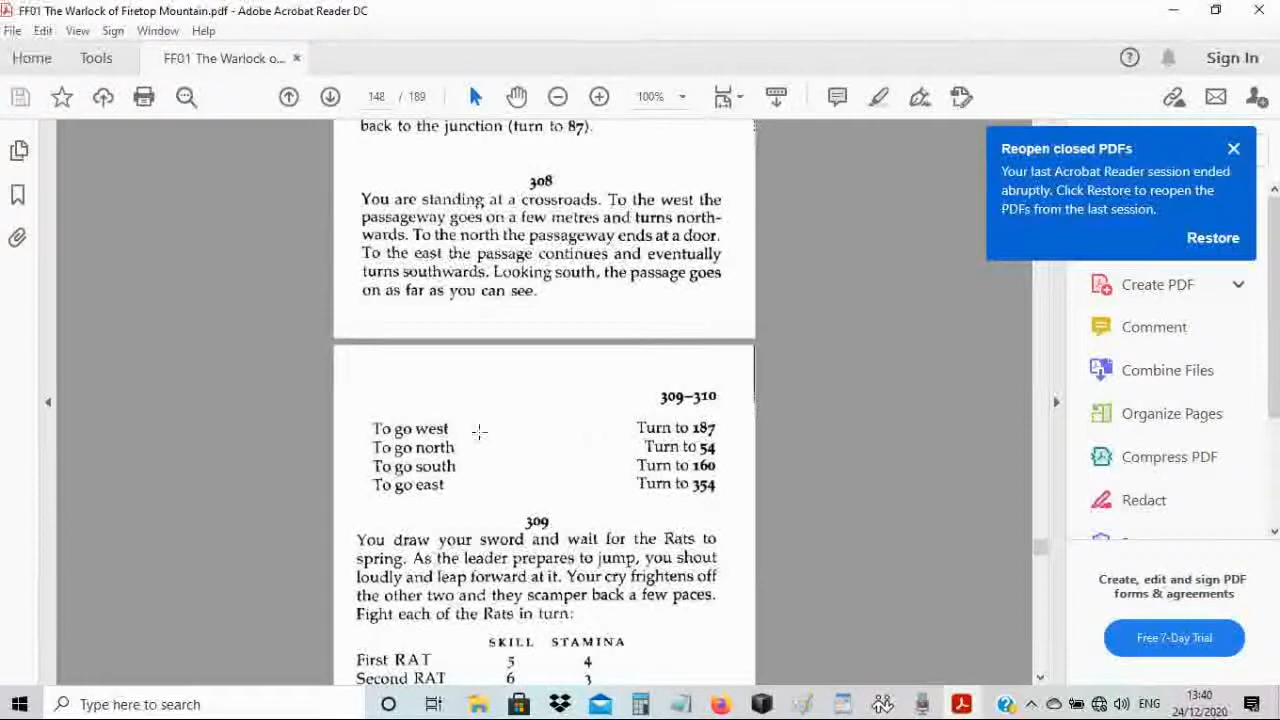 FF01 The Warlock of Firetop Mountain.pdf - Adobe Acrobat Reader DC
File Edit View Sign Window Help
Home Tools FF01 The Warlock o... × Sign In
148 / 189 100%
back to the junction (turn to 87).
308
You are standing at a crossroads. To the west the
passageway goes on a few metres and turns north-
wards. To the north the passageway ends at a door.
To the east the passage continues and eventually
turns southwards. Looking south, the passage goes
on as far as you can see.
309–310
To go west Turn to 187
To go north Turn to 54
To go south Turn to 160
To go east Turn to 354
309
You draw your sword and wait for the Rats to
spring. As the leader prepares to jump, you shout
loudly and leap forward at it. Your cry frightens off
the other two and they scamper back a few paces.
Fight each of the Rats in turn:
SKILL STAMINA
First RAT 5 4
Second RAT 6 3
Reopen closed PDFs
Your last Acrobat Reader session ended
abruptly. Click Restore to reopen the
PDFs from the last session.
Restore
Create PDF
Comment
Combine Files
Organize Pages
Compress PDF
Redact
Create, edit and sign PDF
forms & agreements
Free 7-Day Trial
Type here to search
ENG
13:40
24/12/2020